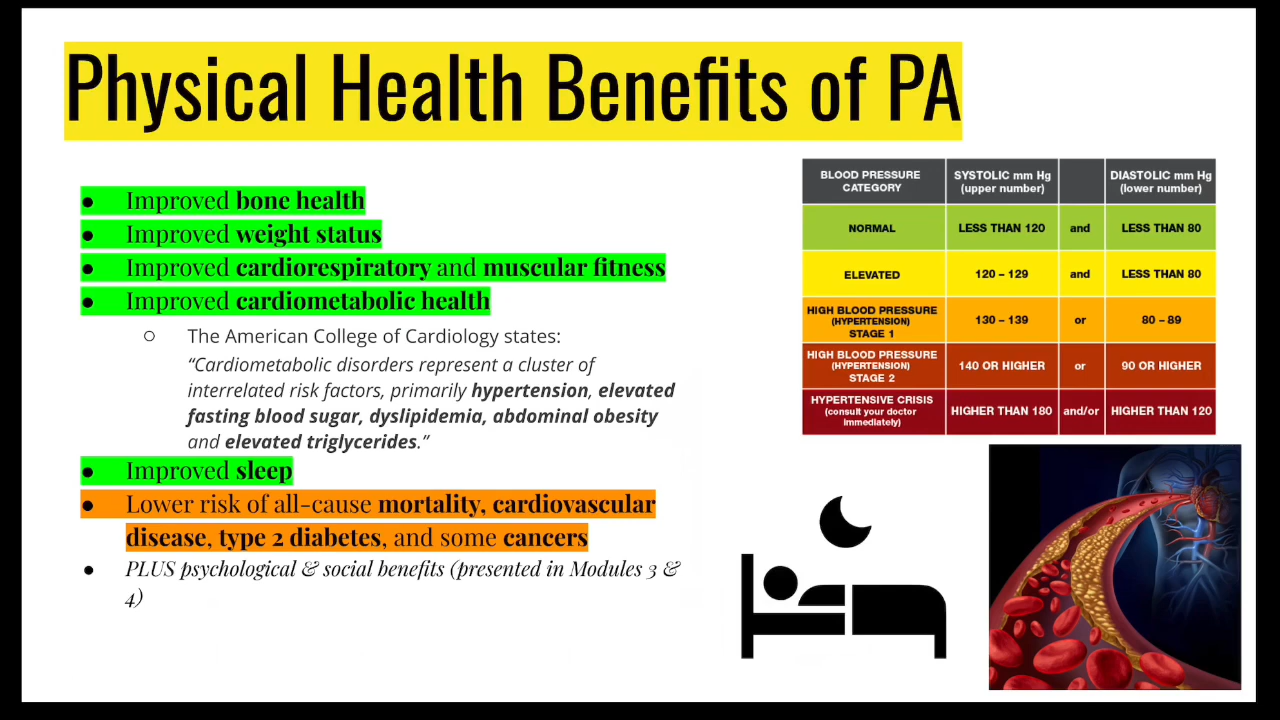 Physical Health Benefits of PA
● Improved bone health
● Improved weight status
● Improved cardiorespiratory and muscular fitness
● Improved cardiometabolic health
○ The American College of Cardiology states:
“Cardiometabolic disorders represent a cluster of
interrelated risk factors, primarily hypertension, elevated
fasting blood sugar, dyslipidemia, abdominal obesity
and elevated triglycerides.”
● Improved sleep
● Lower risk of all-cause mortality, cardiovascular
disease, type 2 diabetes, and some cancers
● PLUS psychological & social benefits (presented in Modules 3 &
4)
BLOOD PRESSURE CATEGORY | SYSTOLIC mm Hg (upper number) | | DIASTOLIC mm Hg (lower number)
NORMAL | LESS THAN 120 | and | LESS THAN 80
ELEVATED | 120 – 129 | and | LESS THAN 80
HIGH BLOOD PRESSURE (HYPERTENSION) STAGE 1 | 130 – 139 | or | 80 – 89
HIGH BLOOD PRESSURE (HYPERTENSION) STAGE 2 | 140 OR HIGHER | or | 90 OR HIGHER
HYPERTENSIVE CRISIS (consult your doctor immediately) | HIGHER THAN 180 | and/or | HIGHER THAN 120